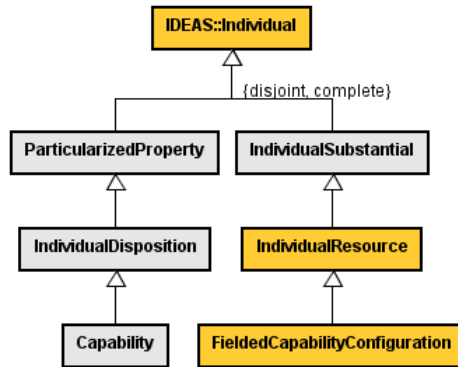 IDEAS::Individual
{disjoint, complete}
ParticularizedProperty
IndividualSubstantial
IndividualDisposition
IndividualResource
Capability
FieldedCapabilityConfiguration